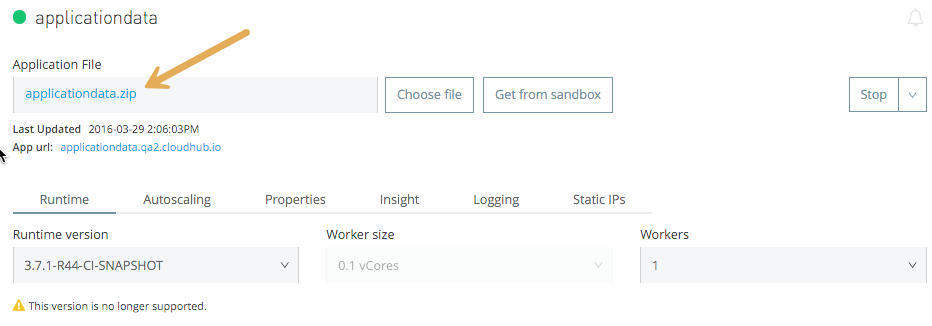 applicationdata
Application File
applicationdata.zip Choose file Get from sandbox Stop
Last Updated 2016-03-29 2:06:03PM
App url: applicationdata.qa2.cloudhub.io
Runtime Autoscaling Properties Insight Logging Static IPs
Runtime version Worker size Workers
3.7.1-R44-CI-SNAPSHOT 0.1 vCores 1
This version is no longer supported.